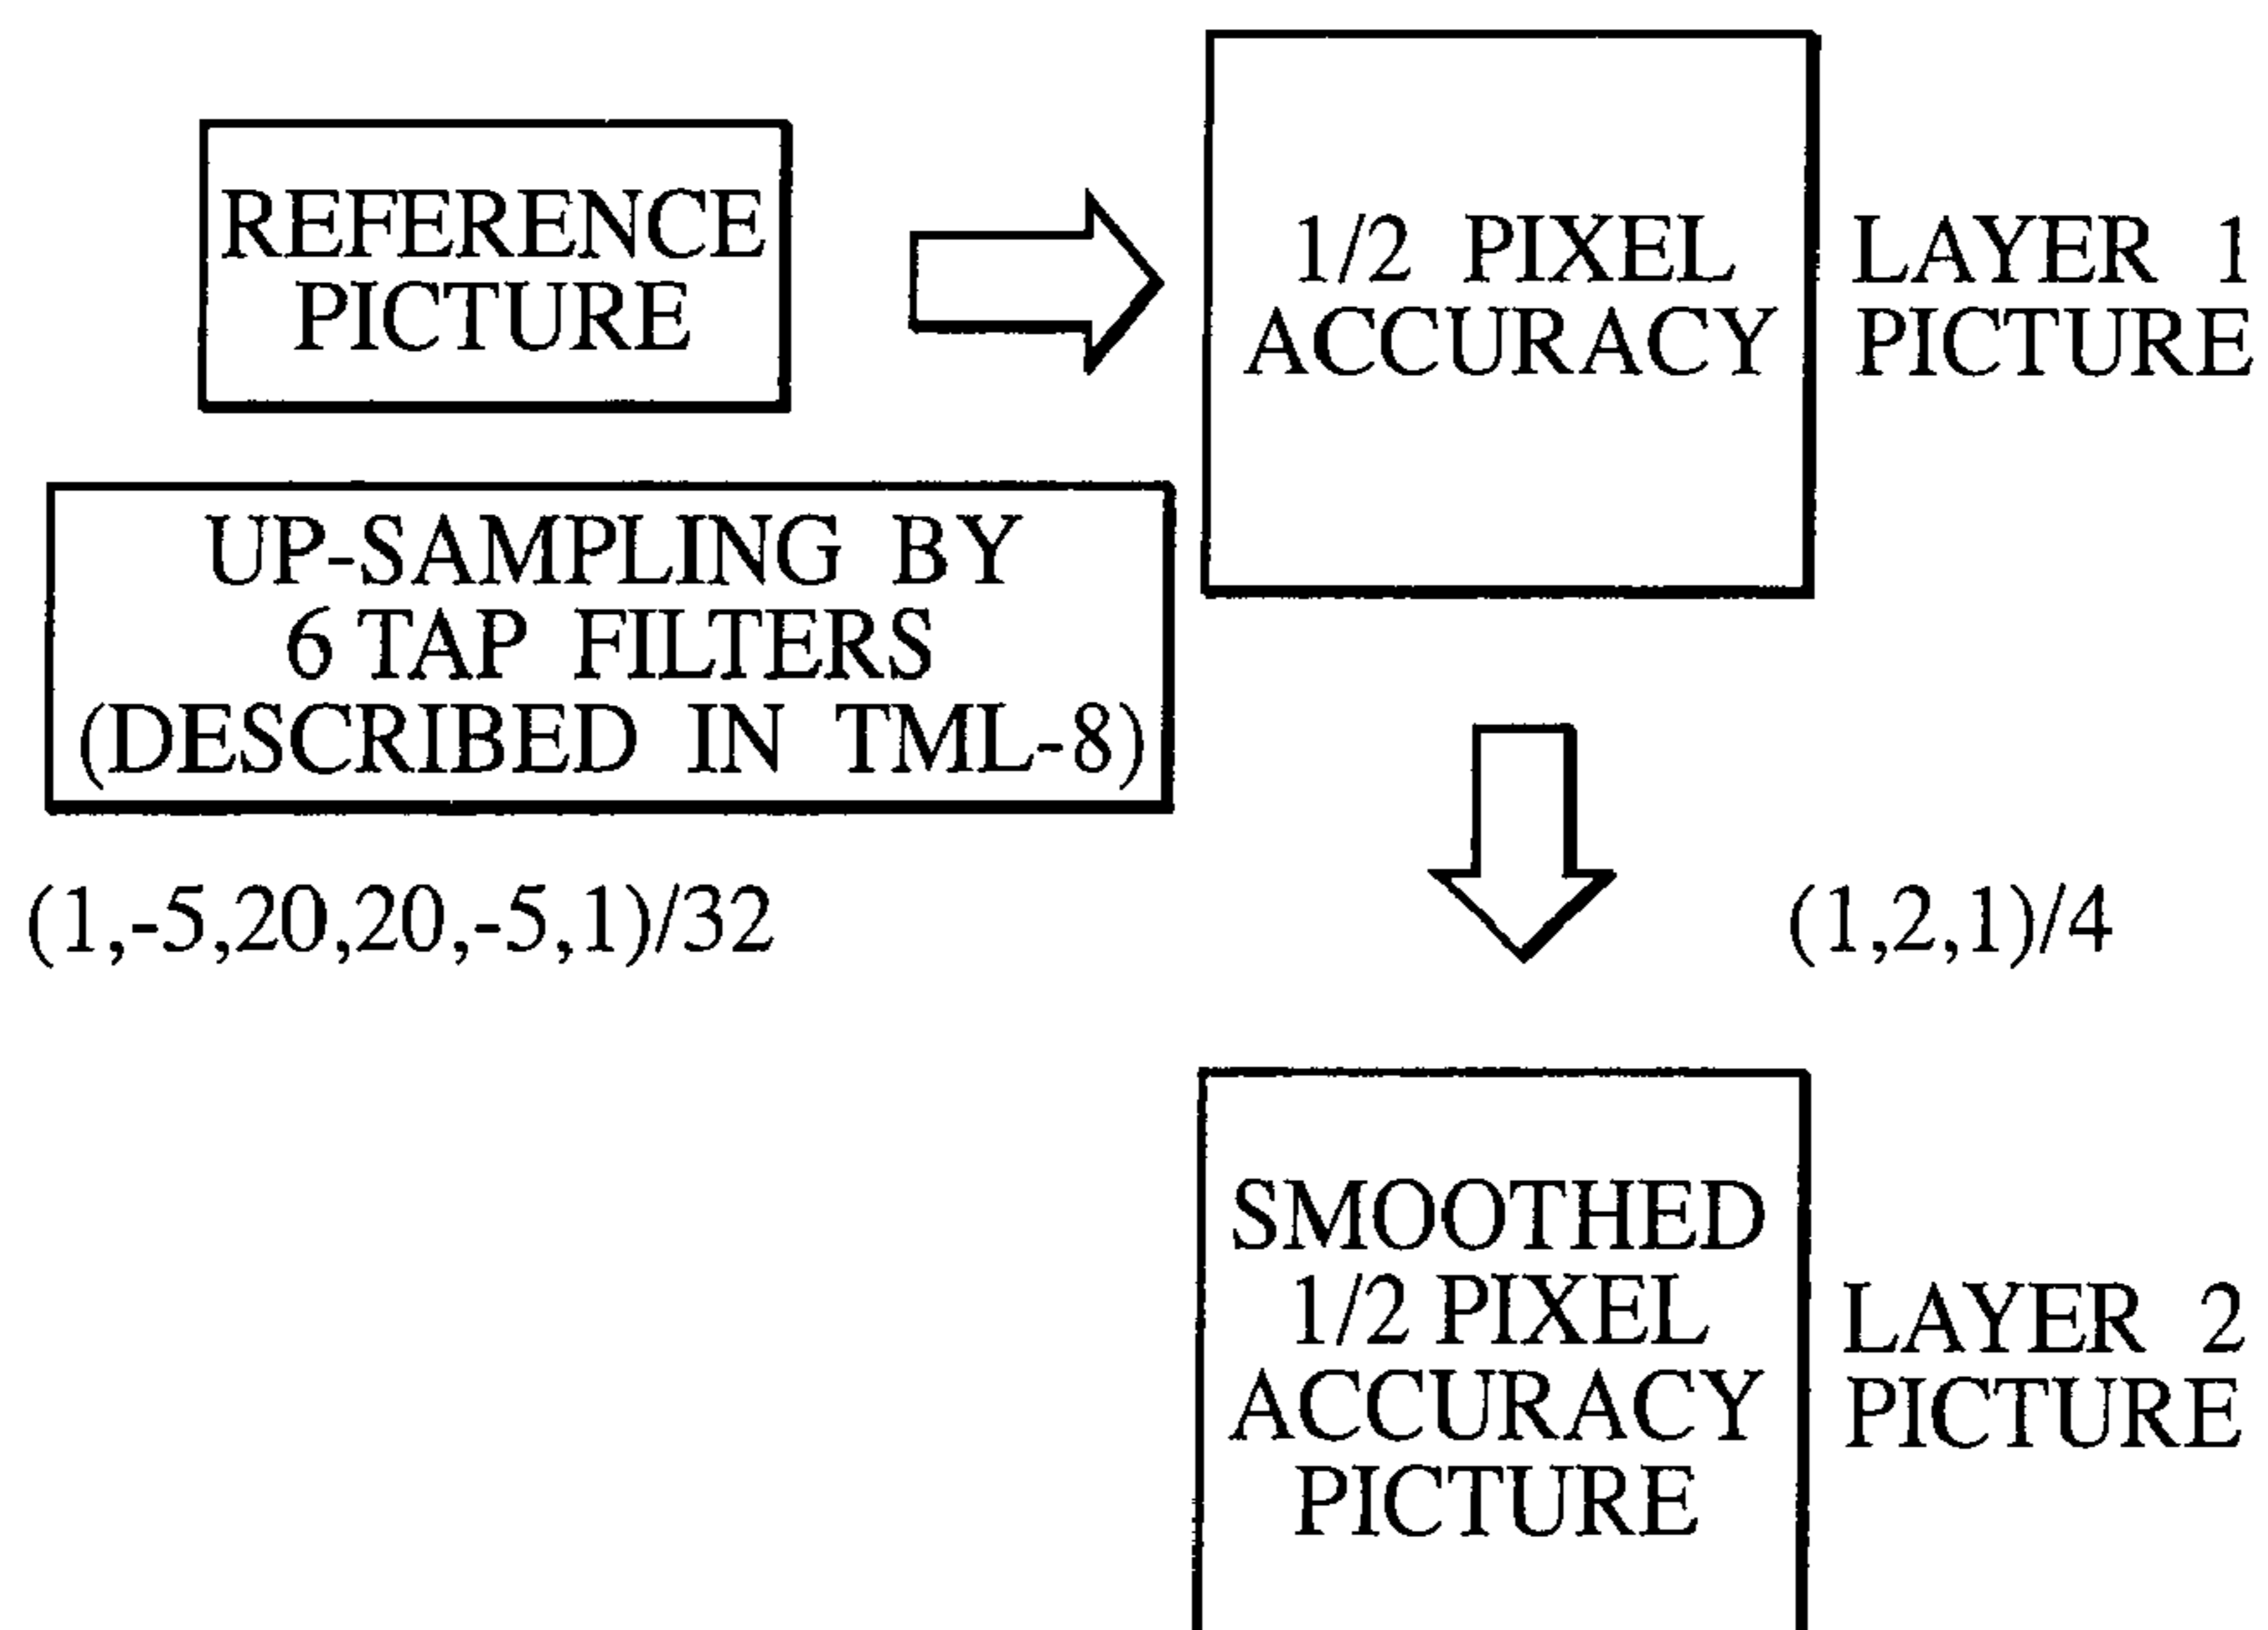 REFERENCE
PICTURE
1/2 PIXEL
ACCURACY
LAYER 1
PICTURE
UP-SAMPLING BY
6 TAP FILTERS
(DESCRIBED IN TML-8)
(1,-5,20,20,-5,1)/32
(1,2,1)/4
SMOOTHED
1/2 PIXEL
ACCURACY
PICTURE
LAYER 2
PICTURE